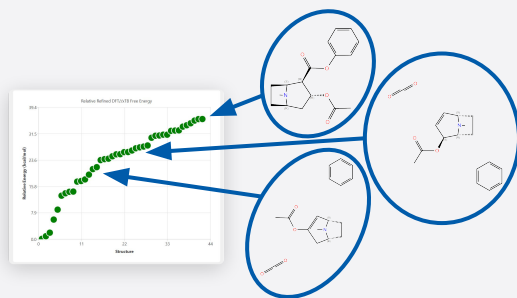 Relative Refined DFT/xTB Free Energy
Relative Energy (kcal/mol)
39.4
31.5
23.6
15.8
7.9
0.0
0
11
22
33
44
Structure
O
O
N
O
O
O
O
N
O
O
O
O
N
O
O